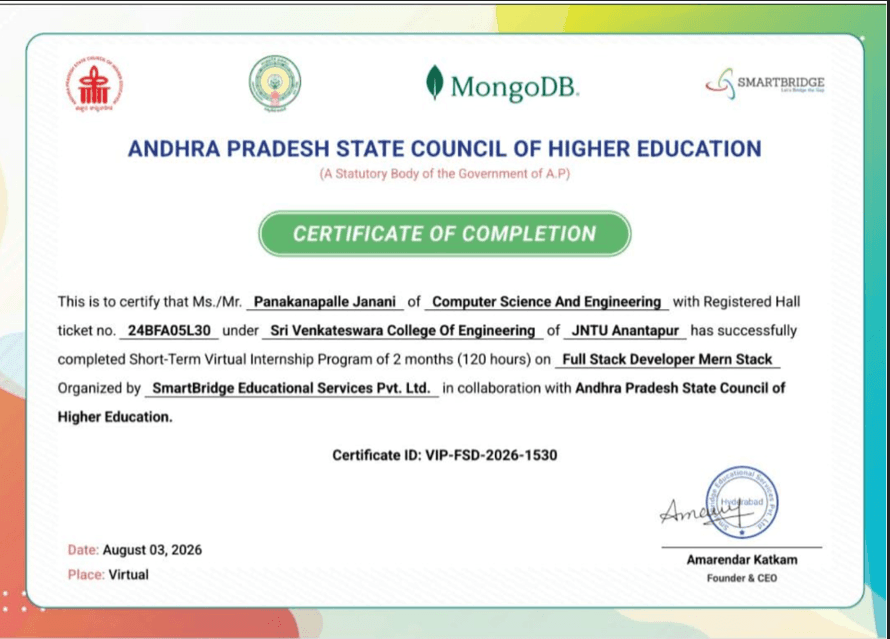 MongoDB.
SMARTBRIDGE
Let's Bridge the Gap
ANDHRA PRADESH STATE COUNCIL OF HIGHER EDUCATION
(A Statutory Body of the Government of A.P)
CERTIFICATE OF COMPLETION
This is to certify that Ms./Mr. Panakanapalle Janani of Computer Science And Engineering with Registered Hall
ticket no. 24BFA05L30 under Sri Venkateswara College Of Engineering of JNTU Anantapur has successfully
completed Short-Term Virtual Internship Program of 2 months (120 hours) on Full Stack Developer Mern Stack
Organized by SmartBridge Educational Services Pvt. Ltd. in collaboration with Andhra Pradesh State Council of
Higher Education.
Certificate ID: VIP-FSD-2026-1530
Hyderabad
Date: August 03, 2026
Place: Virtual
Amarendar Katkam
Founder & CEO